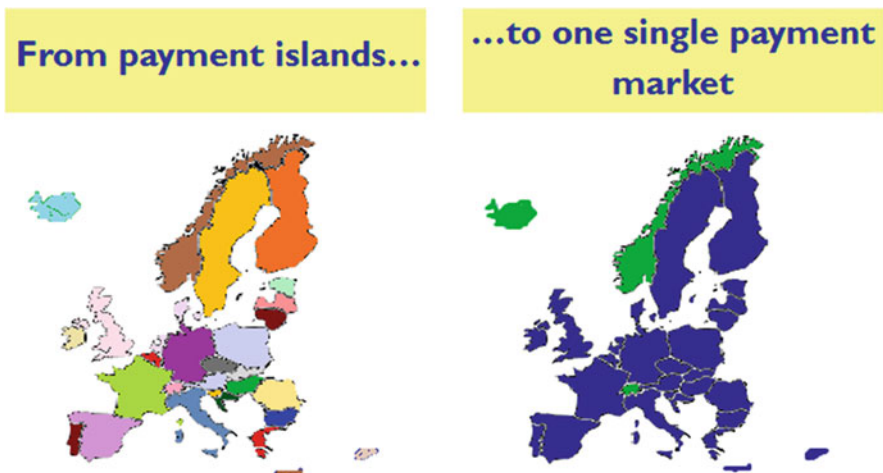 From payment islands...
...to one single payment
market